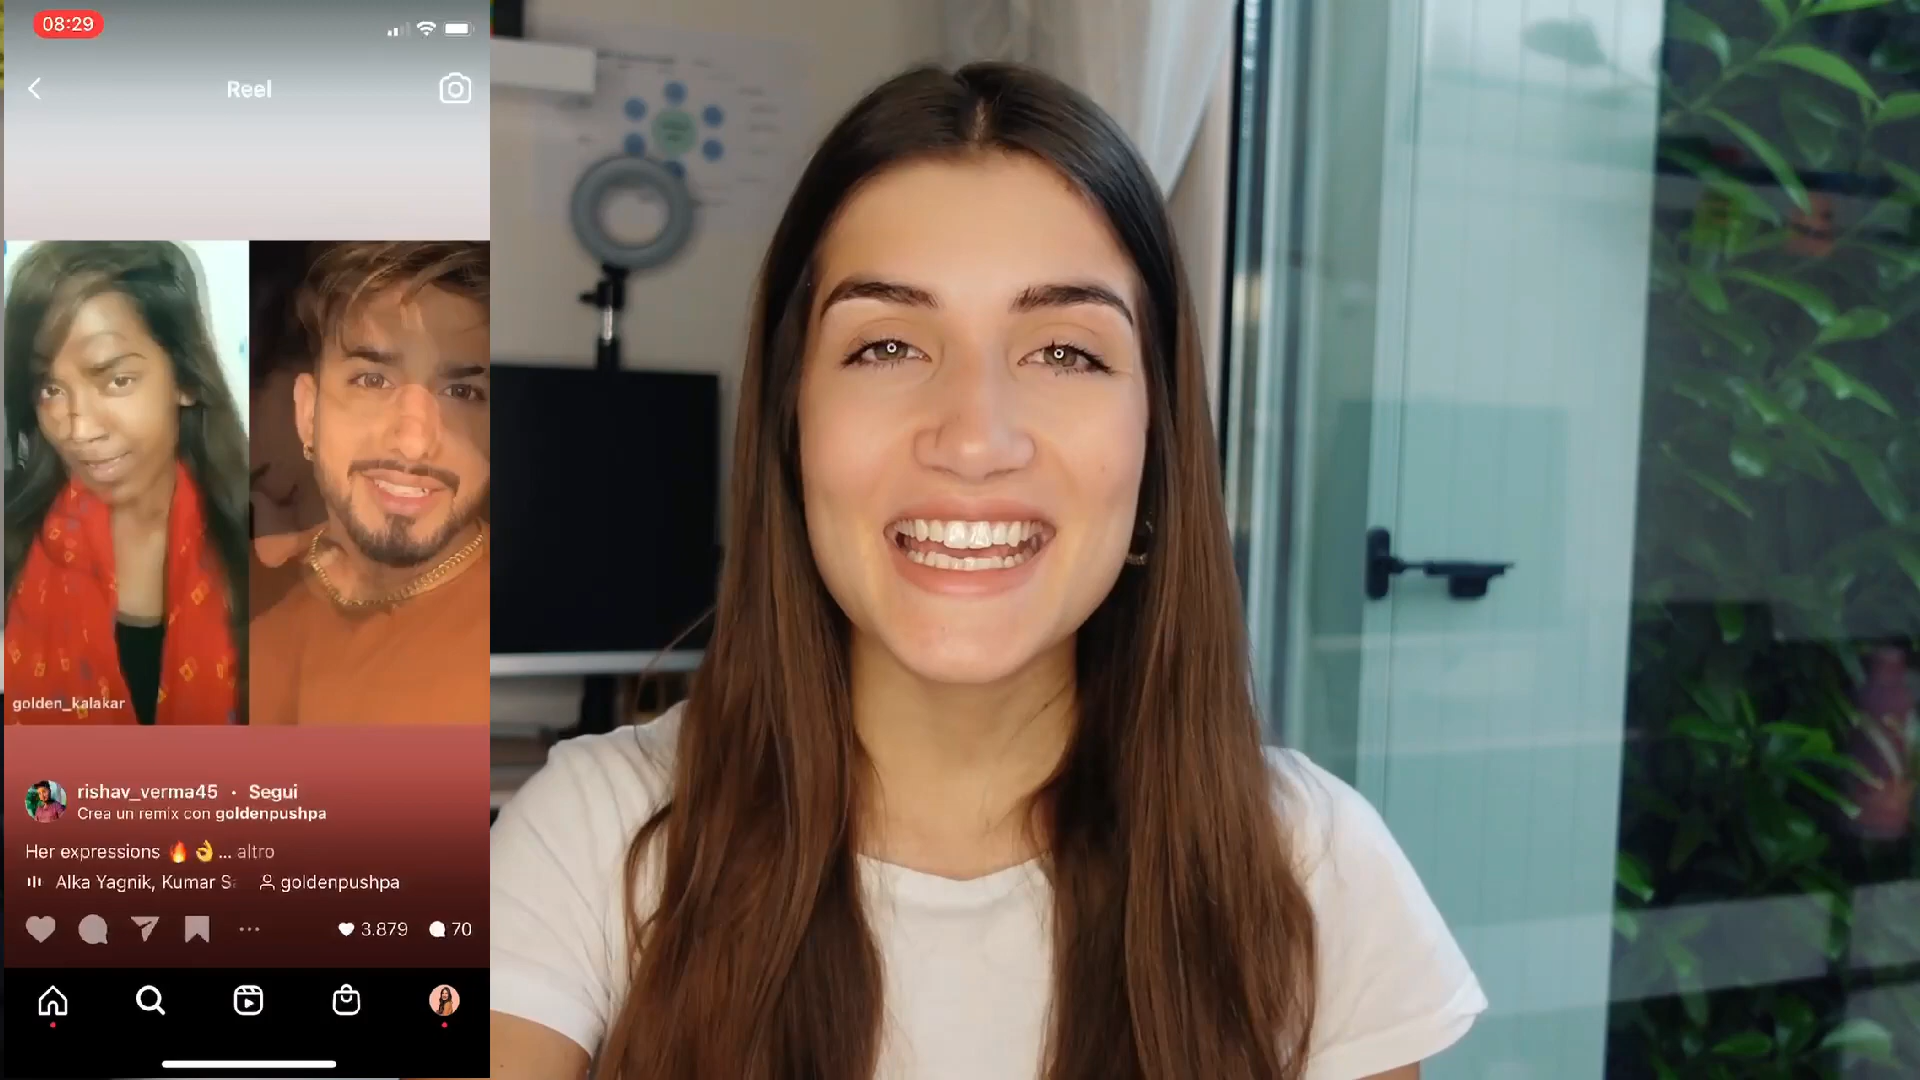 08:29
Reel
golden_kalakar
rishav_verma45 • Segui
Crea un remix con goldenpushpa
Her expressions 🔥👌... altro
Alka Yagnik, Kumar S goldenpushpa
3.879 70